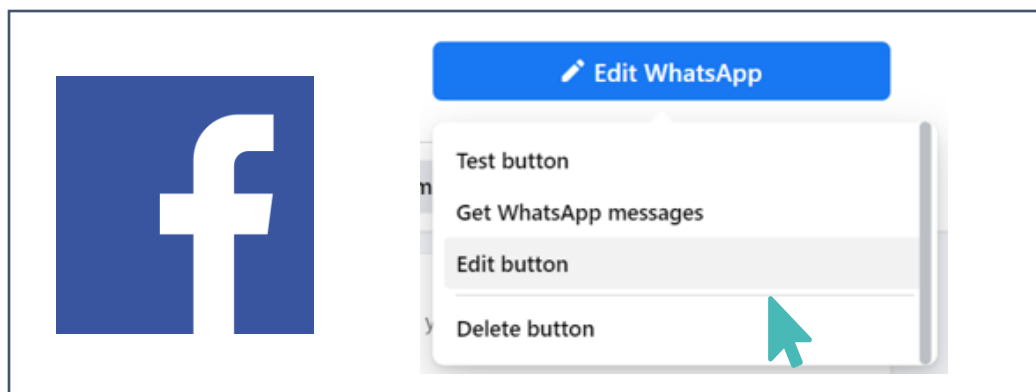 f
Edit WhatsApp
Test button
m
Get WhatsApp messages
Edit button
y
Delete button